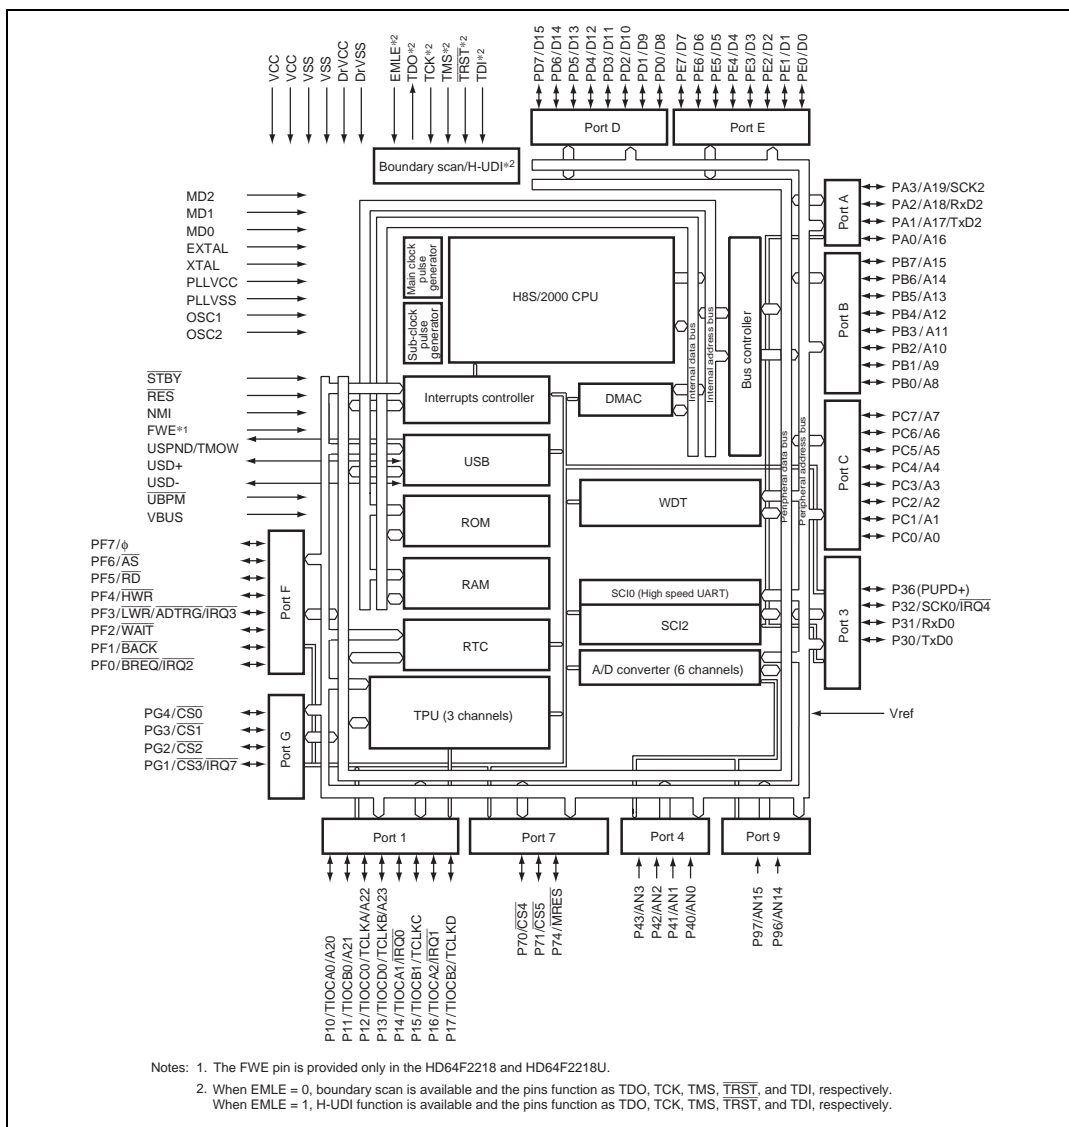 VCC
VCC
VSS
VSS
DrVCC
DrVSS
EMLE*2
TDO*2
TCK*2
TMS*2
TRST*2
TDI*2
PD7/D15
PD6/D14
PD5/D13
PD4/D12
PD3/D11
PD2/D10
PD1/D9
PD0/D8
PE7/D7
PE6/D6
PE5/D5
PE4/D4
PE3/D3
PE2/D2
PE1/D1
PE0/D0
Port D
Port E
Boundary scan/H-UDI*2
MD2
MD1
MD0
EXTAL
XTAL
PLLVCC
PLLVSS
OSC1
OSC2
STBY
RES
NMI
FWE*1
USPND/TMOW
USD+
USD-
UBPM
VBUS
Main clock
pulse
generator
Sub-clock
pulse
generator
H8S/2000 CPU
Internal data bus
Internal address bus
Bus controller
Interrupts controller
DMAC
USB
ROM
RAM
RTC
TPU (3 channels)
WDT
SCI0 (High speed UART)
SCI2
A/D converter (6 channels)
Peripheral data bus
Peripheral address bus
Port A
PA3/A19/SCK2
PA2/A18/RxD2
PA1/A17/TxD2
PA0/A16
Port B
PB7/A15
PB6/A14
PB5/A13
PB4/A12
PB3/A11
PB2/A10
PB1/A9
PB0/A8
Port C
PC7/A7
PC6/A6
PC5/A5
PC4/A4
PC3/A3
PC2/A2
PC1/A1
PC0/A0
Port 3
P36 (PUPD+)
P32/SCK0/IRQ4
P31/RxD0
P30/TxD0
Vref
PF7/ϕ
PF6/AS
PF5/RD
PF4/HWR
PF3/LWR/ADTRG/IRQ3
PF2/WAIT
PF1/BACK
PF0/BREQ/IRQ2
Port F
PG4/CS0
PG3/CS1
PG2/CS2
PG1/CS3/IRQ7
Port G
Port 1
Port 7
Port 4
Port 9
P10/TIOCA0/A20
P11/TIOCB0/A21
P12/TIOCC0/TCLKA/A22
P13/TIOCD0/TCLKB/A23
P14/TIOCA1/IRQ0
P15/TIOCB1/TCLKC
P16/TIOCA2/IRQ1
P17/TIOCB2/TCLKD
P70/CS4
P71/CS5
P74/MRES
P43/AN3
P42/AN2
P41/AN1
P40/AN0
P97/AN15
P96/AN14
Notes: 1. The FWE pin is provided only in the HD64F2218 and HD64F2218U.
2. When EMLE = 0, boundary scan is available and the pins function as TDO, TCK, TMS, TRST, and TDI, respectively.
When EMLE = 1, H-UDI function is available and the pins function as TDO, TCK, TMS, TRST, and TDI, respectively.